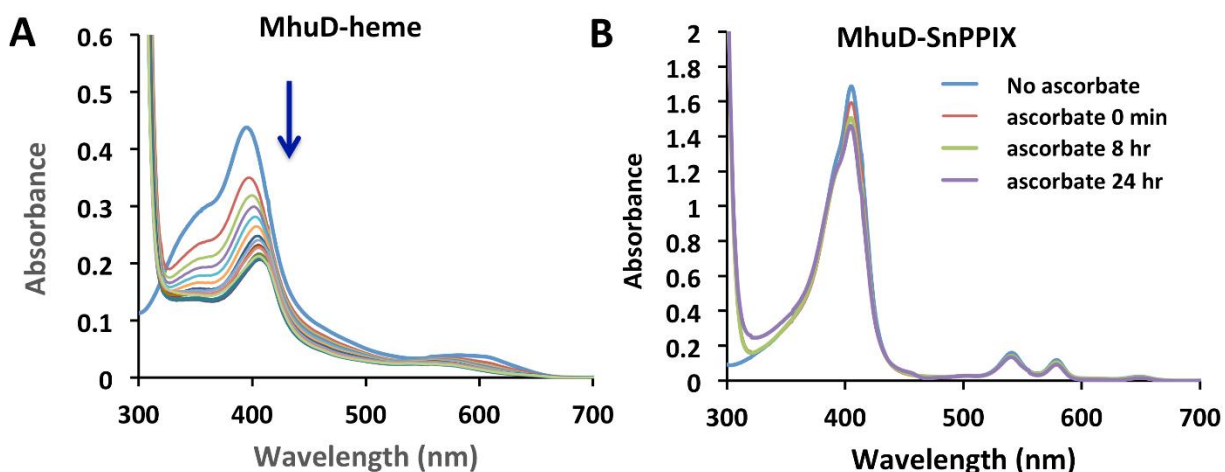 A
MhuD-heme
0.6
0.5
0.4
0.3
0.2
0.1
0
Absorbance
300 400 500 600 700
Wavelength (nm)
B
MhuD-SnPPIX
2
1.8
1.6
1.4
1.2
1
0.8
0.6
0.4
0.2
0
Absorbance
No ascorbate
ascorbate 0 min
ascorbate 8 hr
ascorbate 24 hr
300 400 500 600 700
Wavelength (nm)